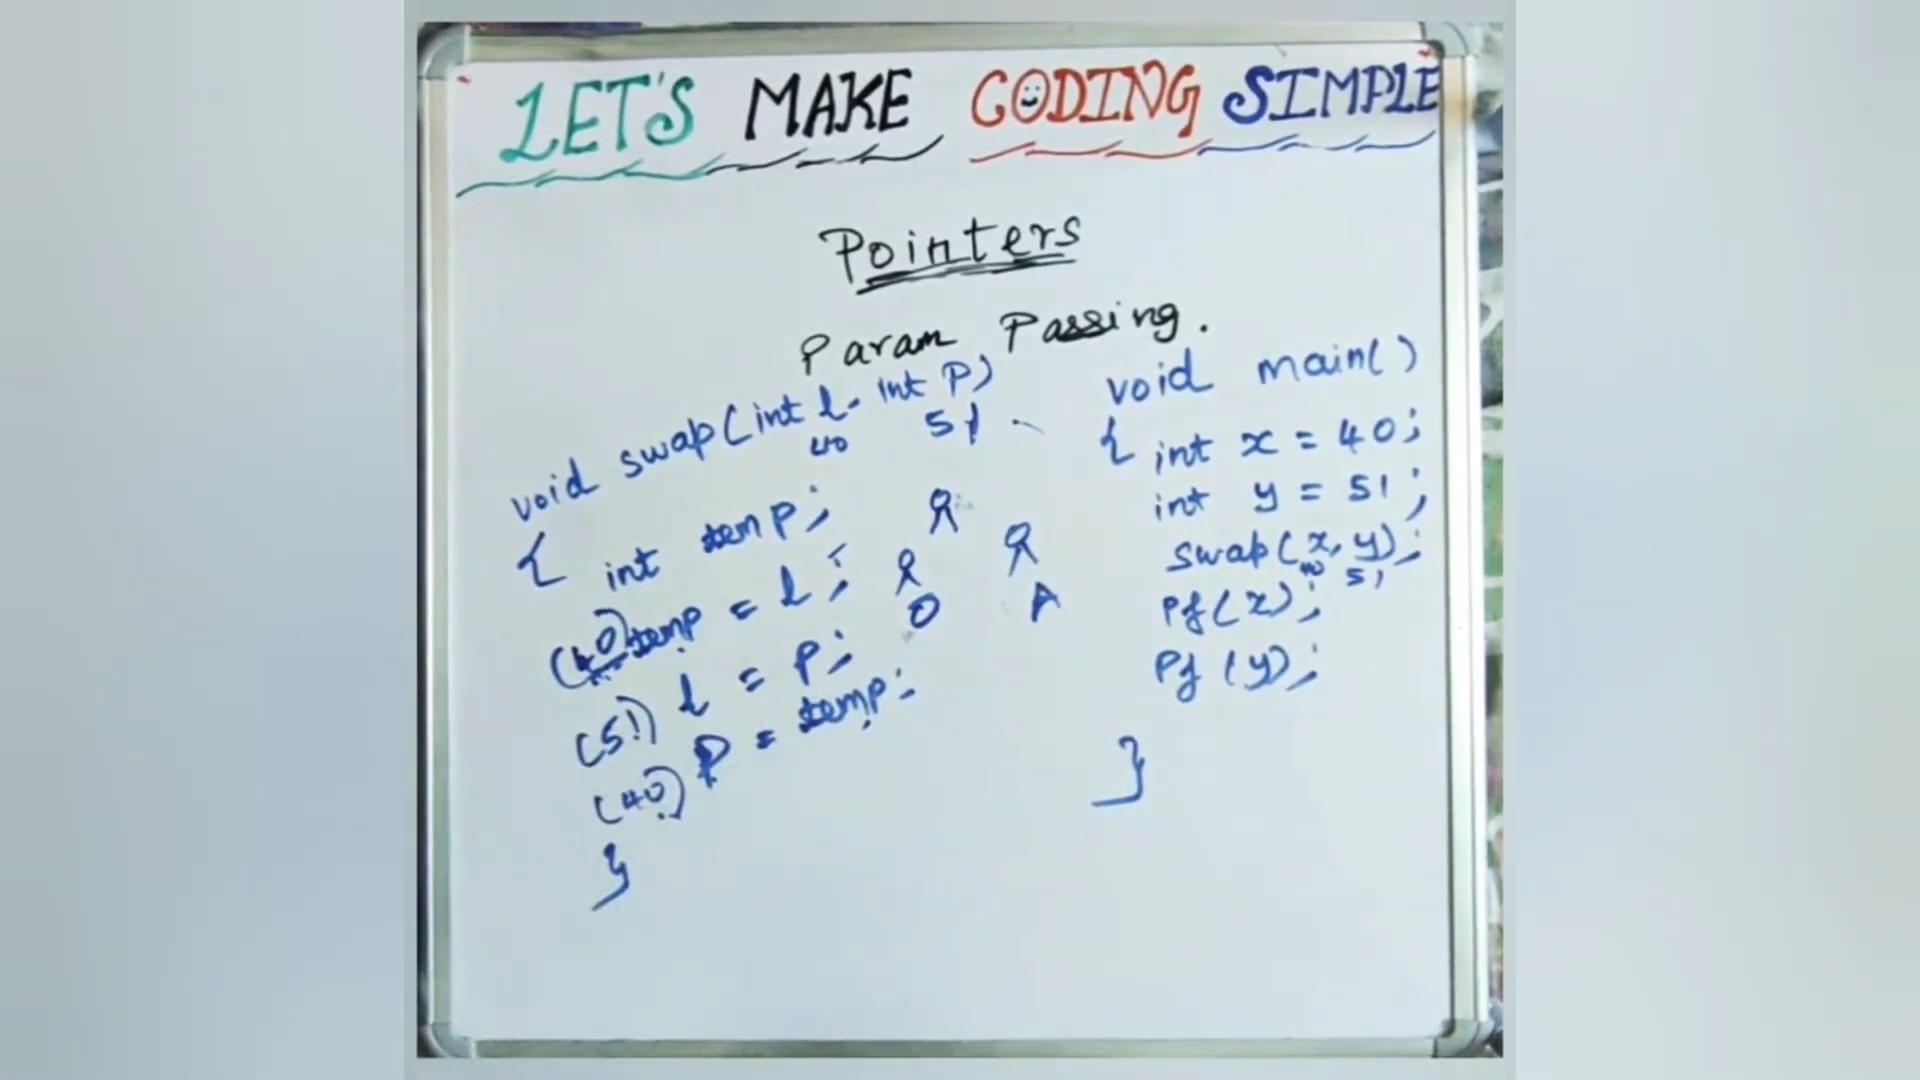 LET'S MAKE CODING SIMPLE
Pointers
Param Passing.
void swap(int l, int P)
40 51
{ int temp;
(40) temp = l;
(51) l = P;
(40) P = temp;
}
O A
void main()
{ int x = 40;
int y = 51;
swap(x, y);
40 51
Pf(x);
Pf(y);
}